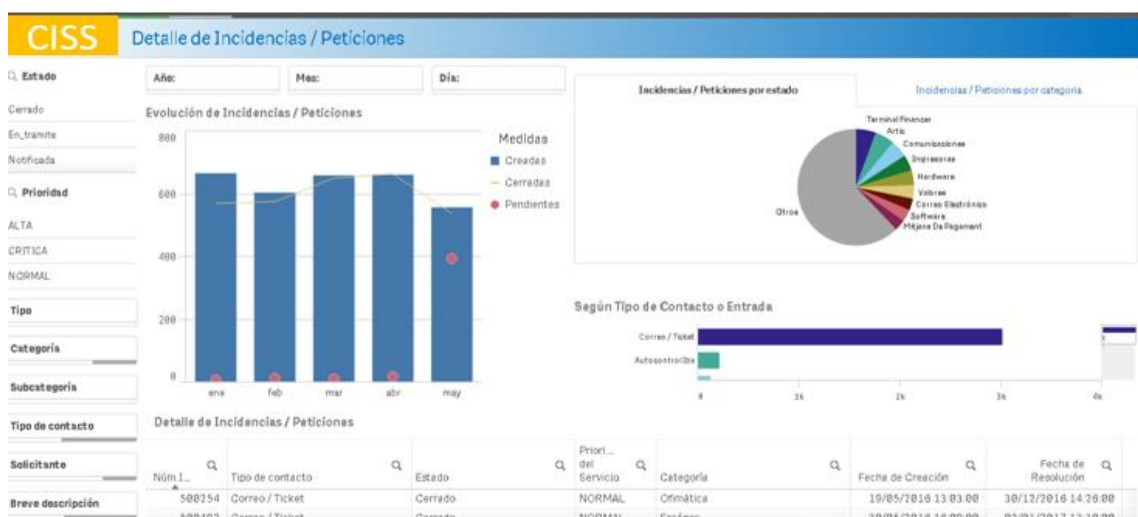 CISS
Detalle de Incidencias / Peticiones
Estado
Cerrado
En_tramite
Notificada
Prioridad
ALTA
CRITICA
NORMAL
Tipo
Categoría
Subcategoría
Tipo de contacto
Solicitante
Breve descripción
Año:
Mes:
Día:
Evolución de Incidencias / Peticiones
800
600
400
200
0
ene
feb
mar
abr
may
Medidas
Creadas
Cerradas
Pendientes
Incidencias / Peticiones por estado
Incidencias / Peticiones por categoría
Terminal Financer
Artic
Comunicaciones
Impresoras
Hardware
Valores
Correo Electrónico
Software
Mitjans De Pagament
Otros
Según Tipo de Contacto o Entrada
Correo / Ticket
0
1k
2k
3k
4k
Detalle de Incidencias / Peticiones
Núm.I...
Tipo de contacto
Estado
Priori... del Servicio
Categoría
Fecha de Creación
Fecha de Resolución
500254 Correo / Ticket Cerrado NORMAL Ofimática 19/05/2016 13:03:00 30/12/2016 14:26:00